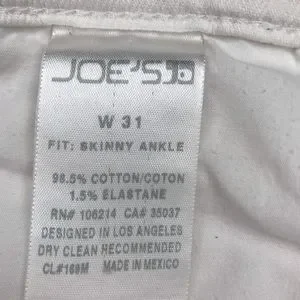 JOE'S
W 31
FIT: SKINNY ANKLE
98.5% COTTON/COTON
1.5% ELASTANE
RN# 106214 CA# 35037
DESIGNED IN LOS ANGELES
DRY CLEAN RECOMMENDED
CL#169M MADE IN MEXICO